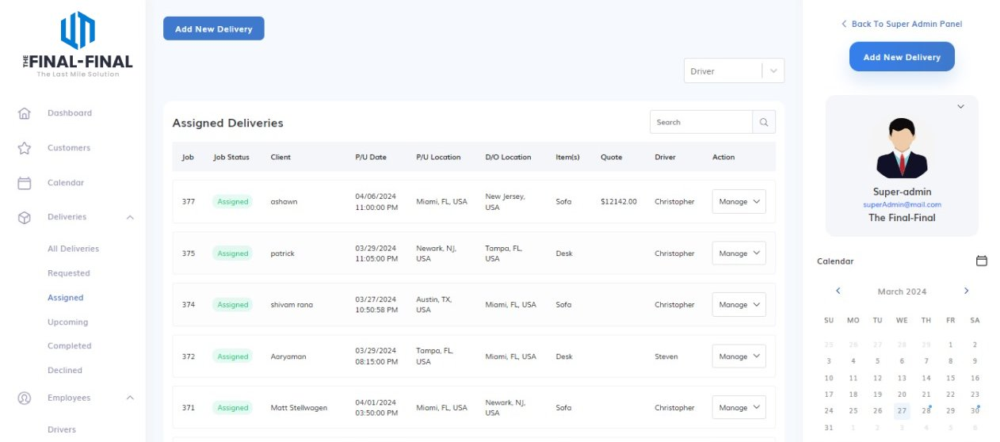 THE FINAL-FINAL
The Last Mile Solution
Dashboard
Customers
Calendar
Deliveries
All Deliveries
Requested
Assigned
Upcoming
Completed
Declined
Employees
Drivers
Add New Delivery
Driver
Assigned Deliveries
Search
Job Job Status Client P/U Date P/U Location D/O Location Item(s) Quote Driver Action
377 Assigned ashawn 04/06/2024 11:00:00 PM Miami, FL, USA New Jersey, USA Sofa $12142.00 Christopher Manage
375 Assigned patrick 03/29/2024 11:05:00 PM Newark, NJ, USA Tampa, FL, USA Desk Christopher Manage
374 Assigned shivam rana 03/27/2024 10:50:58 PM Austin, TX, USA Miami, FL, USA Sofa Christopher Manage
372 Assigned Aaryaman 03/29/2024 08:15:00 PM Tampa, FL, USA Miami, FL, USA Desk Steven Manage
371 Assigned Matt Stellwagen 04/01/2024 03:50:00 PM Miami, FL, USA Newark, NJ, USA Sofa Christopher Manage
Back To Super Admin Panel
Add New Delivery
Super-admin
superAdmin@mail.com
The Final-Final
Calendar
March 2024
SU MO TU WE TH FR SA
25 26 27 28 29 1 2
3 4 5 6 7 8 9
10 11 12 13 14 15 16
17 18 19 20 21 22 23
24 25 26 27 28 29 30
31 1 2 3 4 5 6